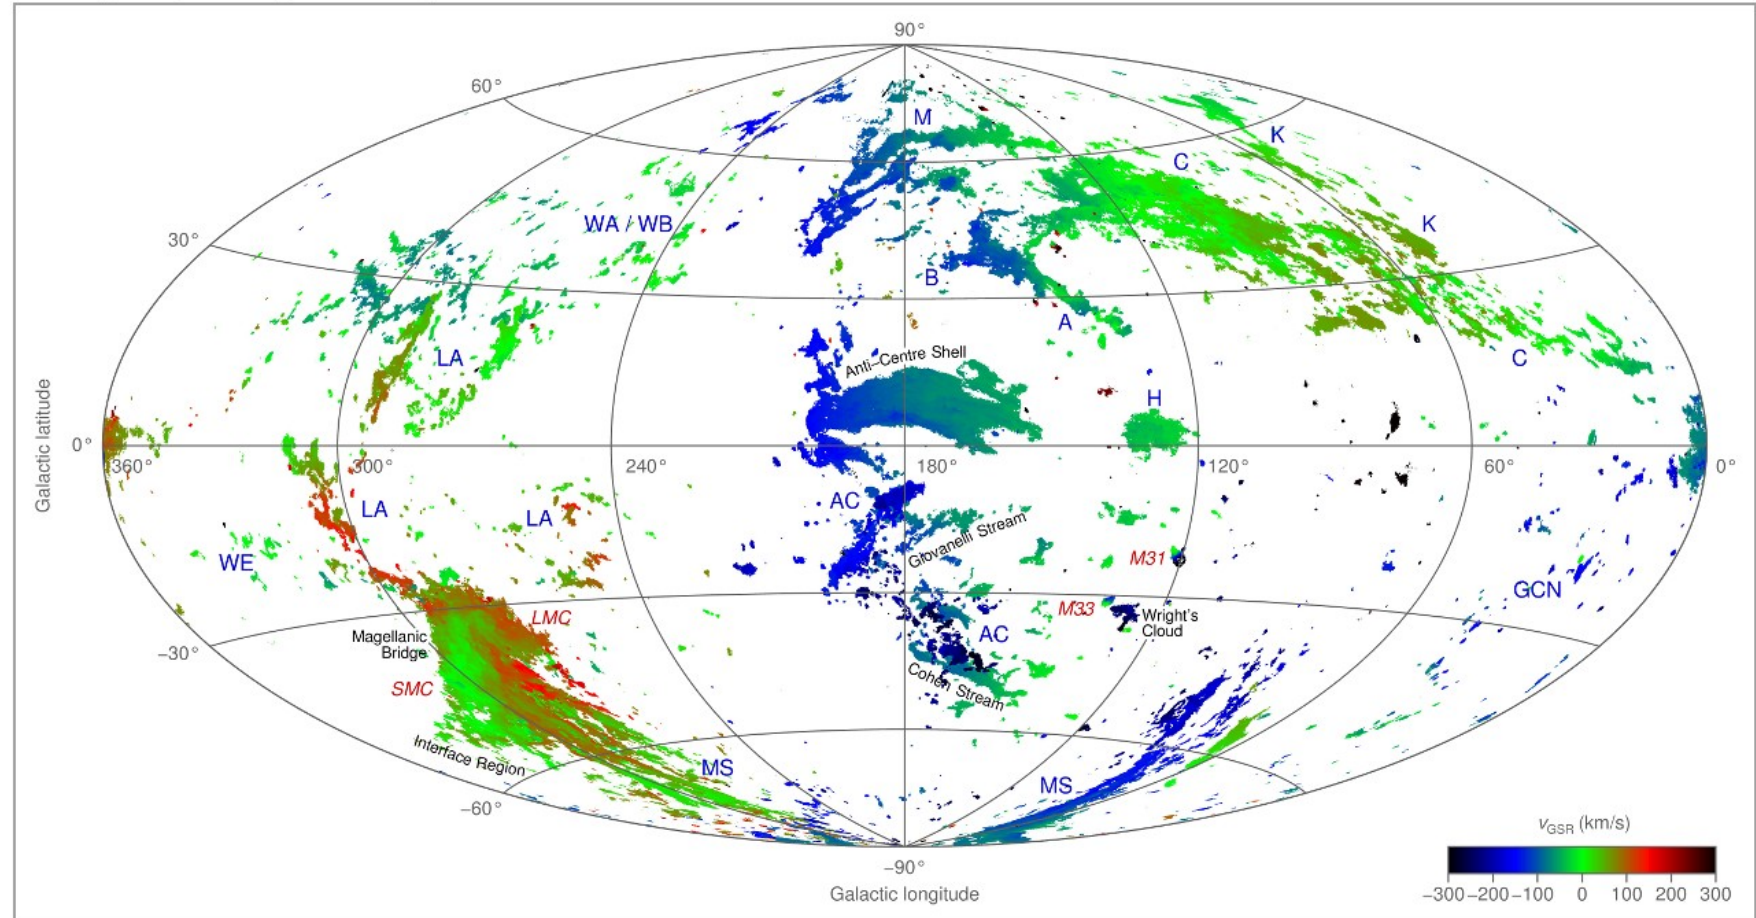 90°
60°
M
K
C
WA / WB
K
30°
B
A
LA
Anti–Centre Shell
C
H
Galactic latitude
0°
360°
300°
240°
180°
120°
60°
0°
LA
LA
AC
Giovanelli Stream
WE
M31
GCN
LMC
M33
Wright's
Cloud
Magellanic
Bridge
AC
−30°
SMC
Cohen Stream
Interface Region
MS
MS
−60°
vGSR (km/s)
−90°
Galactic longitude
−300 −200 −100 0 100 200 300